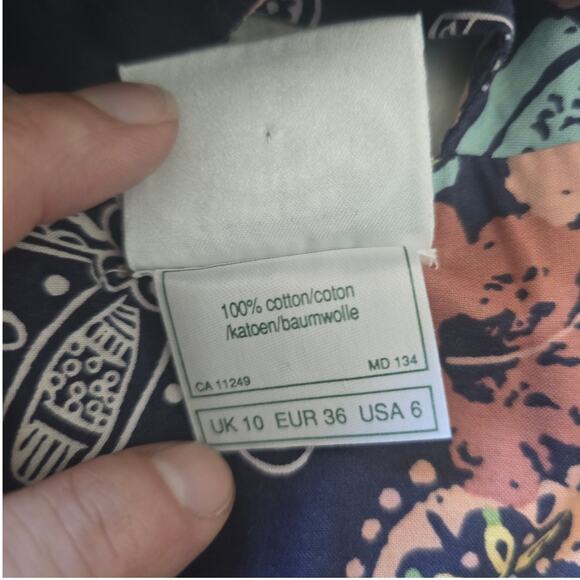 100% cotton/coton
/katoen/baumwolle
CA 11249 MD 134
UK 10 EUR 36 USA 6